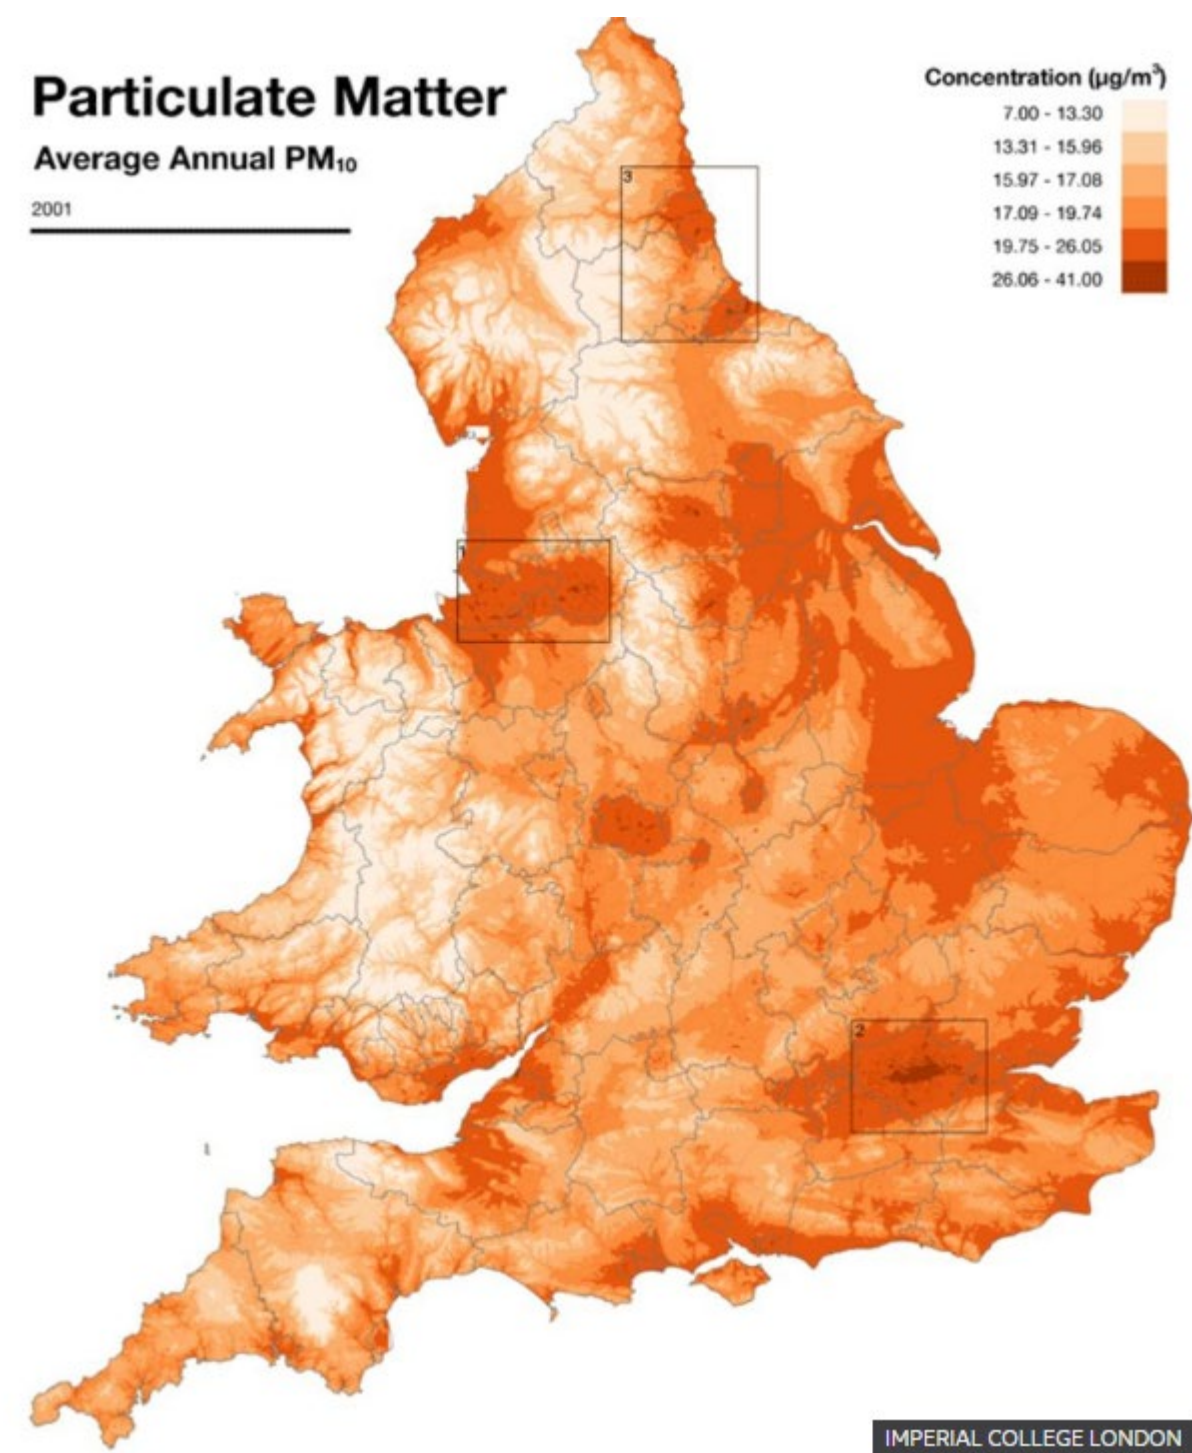 Particulate Matter
Average Annual PM₁₀
2001
Concentration (µg/m³)
7.00 - 13.30
13.31 - 15.96
15.97 - 17.08
17.09 - 19.74
19.75 - 26.05
26.06 - 41.00
3
1
2
IMPERIAL COLLEGE LONDON